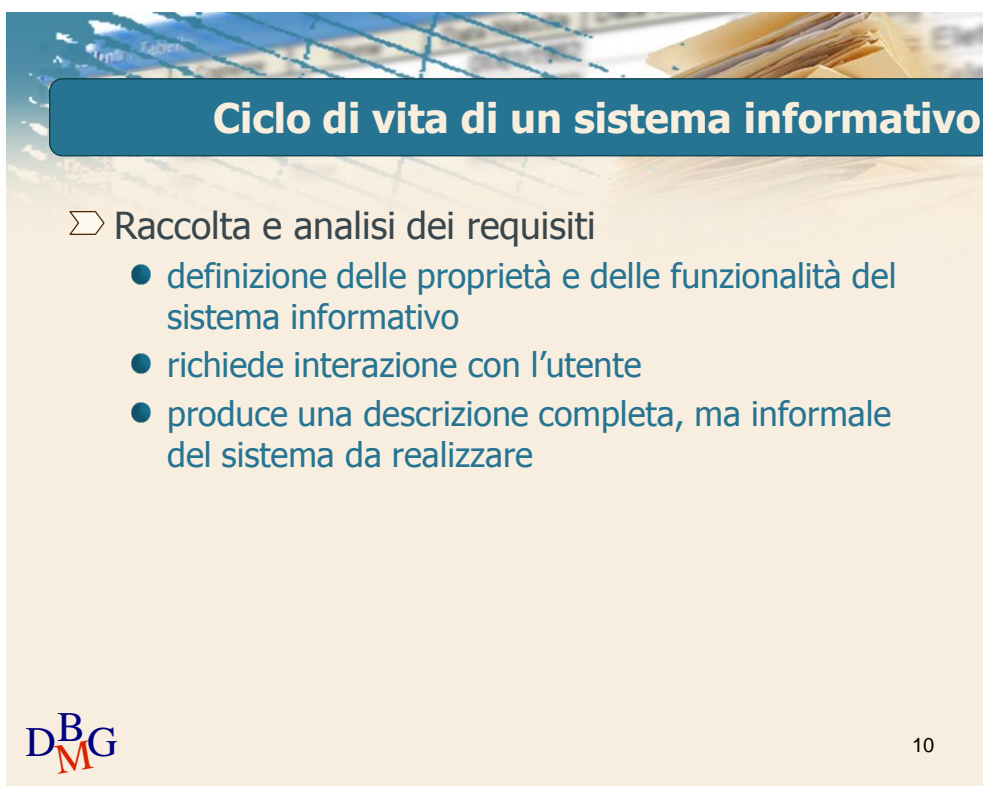 Ciclo di vita di un sistema informativo
Raccolta e analisi dei requisiti
definizione delle proprietà e delle funzionalità del
sistema informativo
richiede interazione con l’utente
produce una descrizione completa, ma informale
del sistema da realizzare
DBMG
10